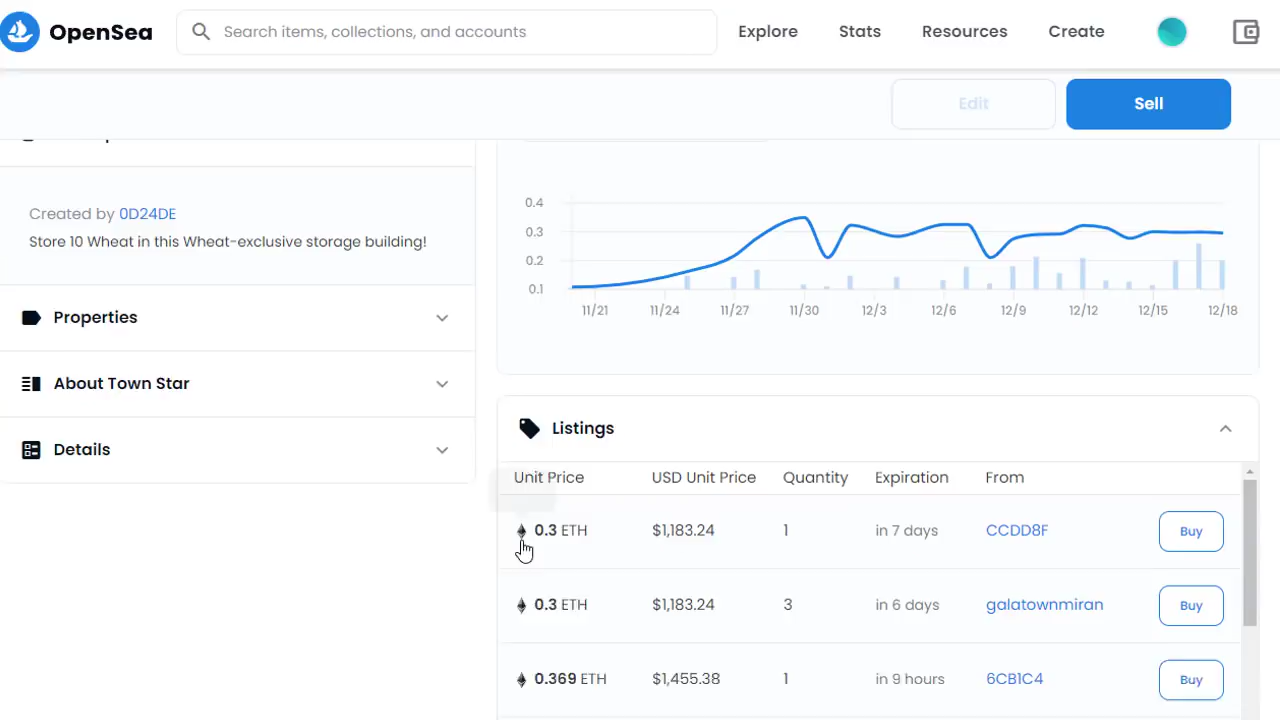 OpenSea
Search items, collections, and accounts
Explore
Stats
Resources
Create
Edit
Sell
Created by 0D24DE
Store 10 Wheat in this Wheat-exclusive storage building!
Properties
About Town Star
Details
0.4
0.3
0.2
0.1
11/21 11/24 11/27 11/30 12/3 12/6 12/9 12/12 12/15 12/18
Listings
Unit Price USD Unit Price Quantity Expiration From
0.3 ETH $1,183.24 1 in 7 days CCDD8F Buy
0.3 ETH $1,183.24 3 in 6 days galatownmiran Buy
0.369 ETH $1,455.38 1 in 9 hours 6CB1C4 Buy